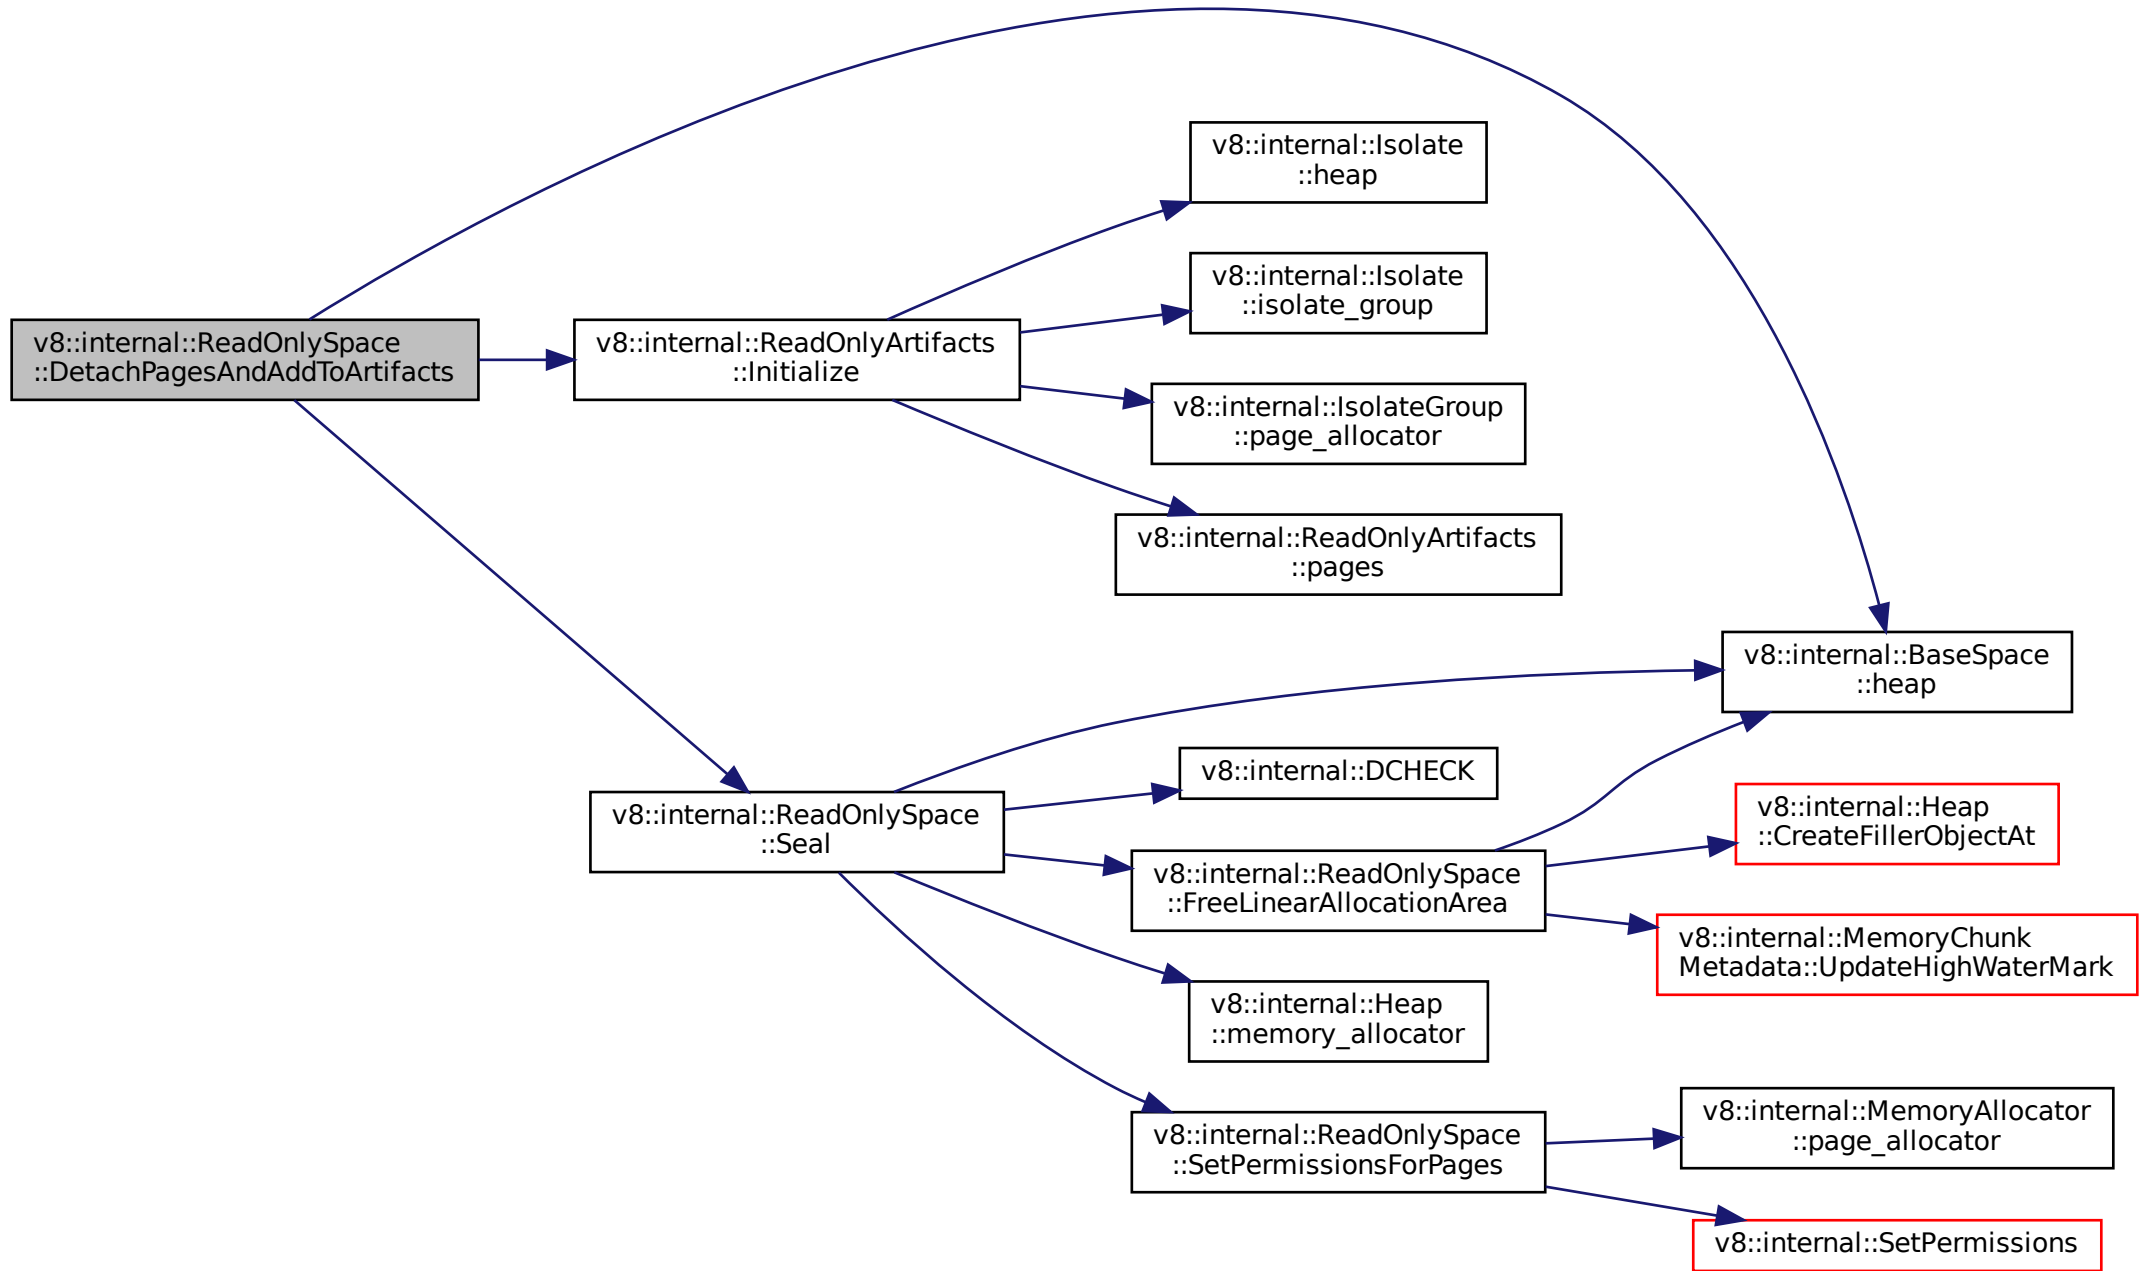 v8::internal::ReadOnlySpace
::DetachPagesAndAddToArtifacts
v8::internal::ReadOnlyArtifacts
::Initialize
v8::internal::Isolate
::heap
v8::internal::Isolate
::isolate_group
v8::internal::IsolateGroup
::page_allocator
v8::internal::ReadOnlyArtifacts
::pages
v8::internal::BaseSpace
::heap
v8::internal::ReadOnlySpace
::Seal
v8::internal::DCHECK
v8::internal::ReadOnlySpace
::FreeLinearAllocationArea
v8::internal::Heap
::CreateFillerObjectAt
v8::internal::MemoryChunk
Metadata::UpdateHighWaterMark
v8::internal::Heap
::memory_allocator
v8::internal::ReadOnlySpace
::SetPermissionsForPages
v8::internal::MemoryAllocator
::page_allocator
v8::internal::SetPermissions